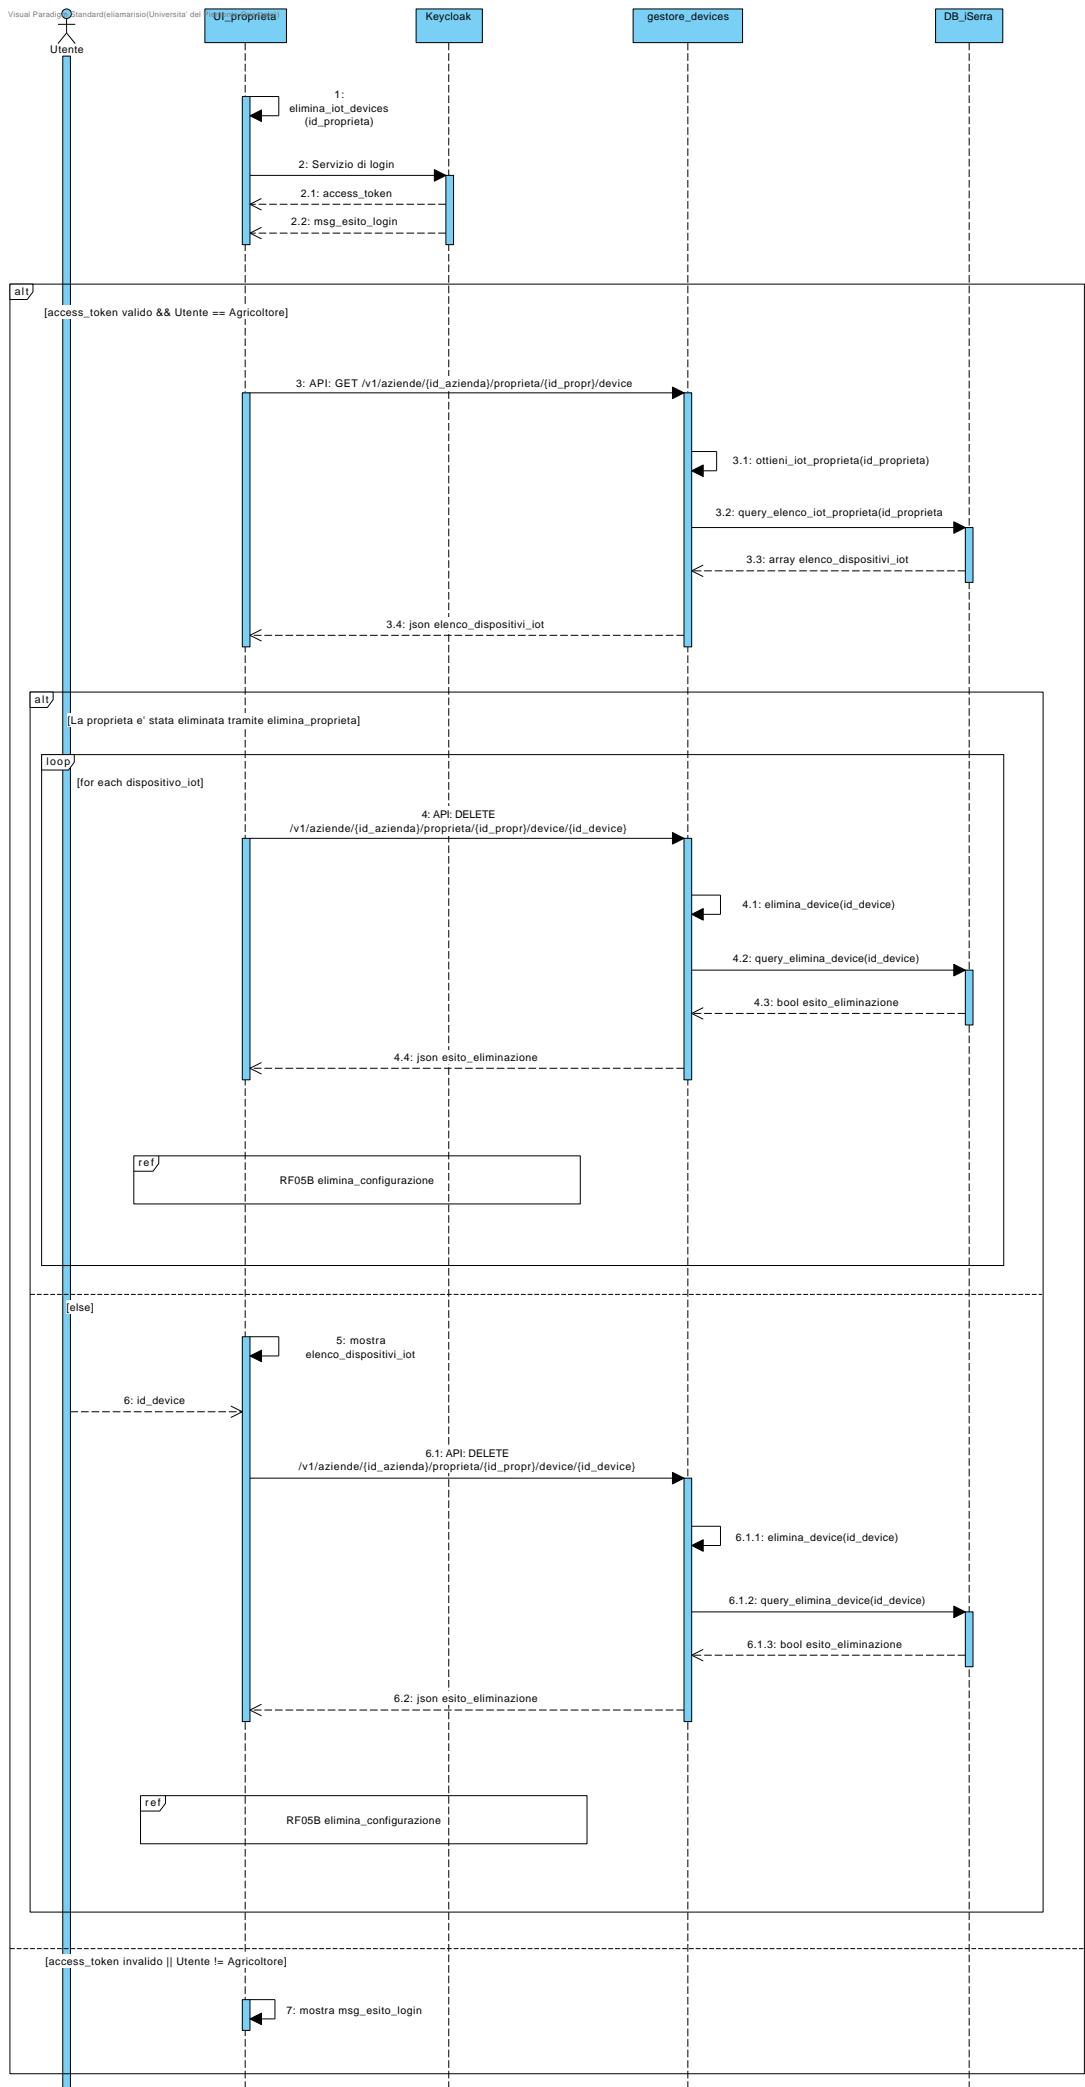 Visual Paradigm Standard(eliamarisio(Universita' del
Utente
UI_proprieta
Keycloak
gestore_devices
DB_iSerra
1:
elimina_iot_devices
(id_proprieta)
2: Servizio di login
2.1: access_token
2.2: msg_esito_login
alt
[access_token valido && Utente == Agricoltore]
3: API: GET /v1/aziende/{id_azienda}/proprieta/{id_propr}/device
3.1: ottieni_iot_proprieta(id_proprieta)
3.2: query_elenco_iot_proprieta(id_proprieta
3.3: array elenco_dispositivi_iot
3.4: json elenco_dispositivi_iot
alt
[La proprieta e' stata eliminata tramite elimina_proprieta]
loop
[for each dispositivo_iot]
4: API: DELETE
/v1/aziende/{id_azienda}/proprieta/{id_propr}/device/{id_device}
4.1: elimina_device(id_device)
4.2: query_elimina_device(id_device)
4.3: bool esito_eliminazione
4.4: json esito_eliminazione
ref
RF05B elimina_configurazione
[else]
5: mostra
elenco_dispositivi_iot
6: id_device
6.1: API: DELETE
/v1/aziende/{id_azienda}/proprieta/{id_propr}/device/{id_device}
6.1.1: elimina_device(id_device)
6.1.2: query_elimina_device(id_device)
6.1.3: bool esito_eliminazione
6.2: json esito_eliminazione
ref
RF05B elimina_configurazione
[access_token invalido || Utente != Agricoltore]
7: mostra msg_esito_login